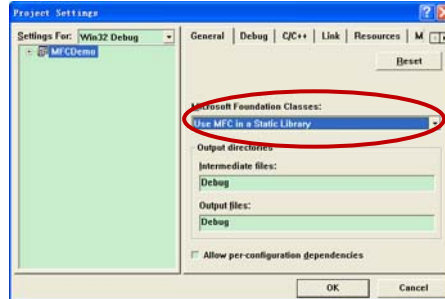 Project Settings
Settings For: Win32 Debug
MFCDemo
General Debug C/C++ Link Resources M
Reset
Microsoft Foundation Classes:
Use MFC in a Static Library
Output directories
Intermediate files:
Debug
Output files:
Debug
Allow per-configuration dependencies
OK Cancel